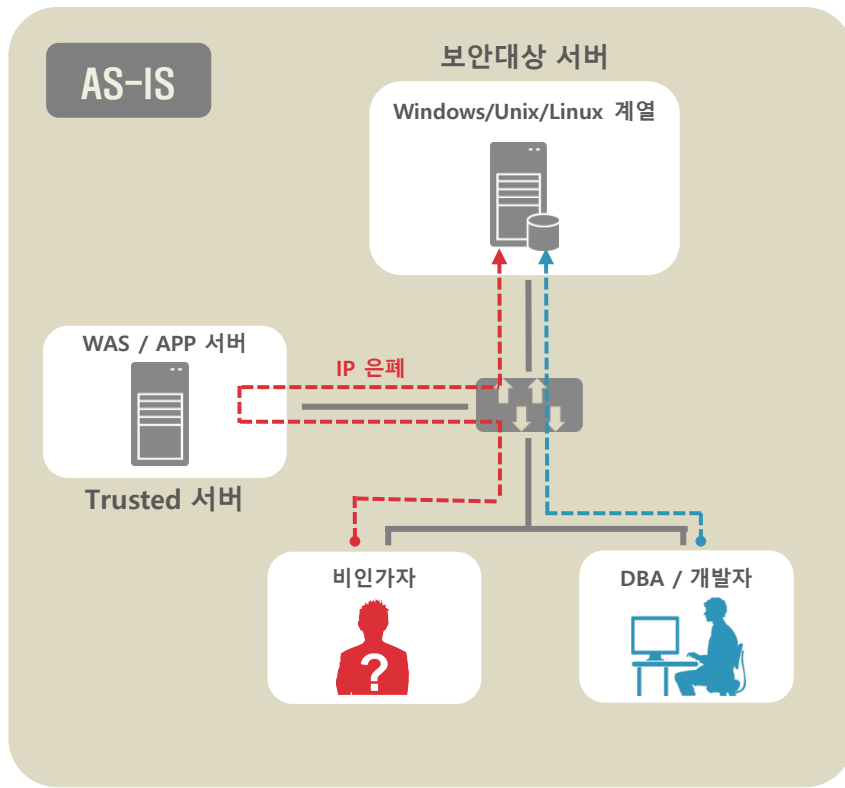 AS-IS
보안대상 서버
Windows/Unix/Linux 계열
WAS / APP 서버
IP 은폐
Trusted 서버
비인가자
?
DBA / 개발자